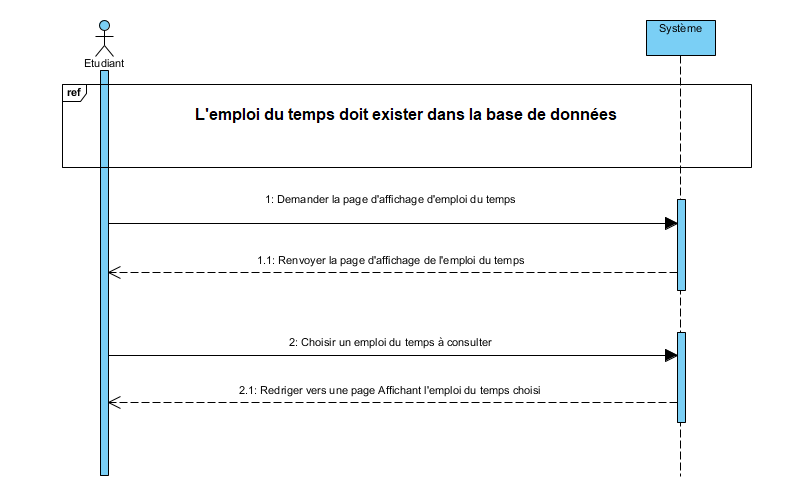 Système
Etudiant
ref
L'emploi du temps doit exister dans la base de données
1: Demander la page d'affichage d'emploi du temps
1.1: Renvoyer la page d'affichage de l'emploi du temps
2: Choisir un emploi du temps à consulter
2.1: Redriger vers une page Affichant l'emploi du temps choisi